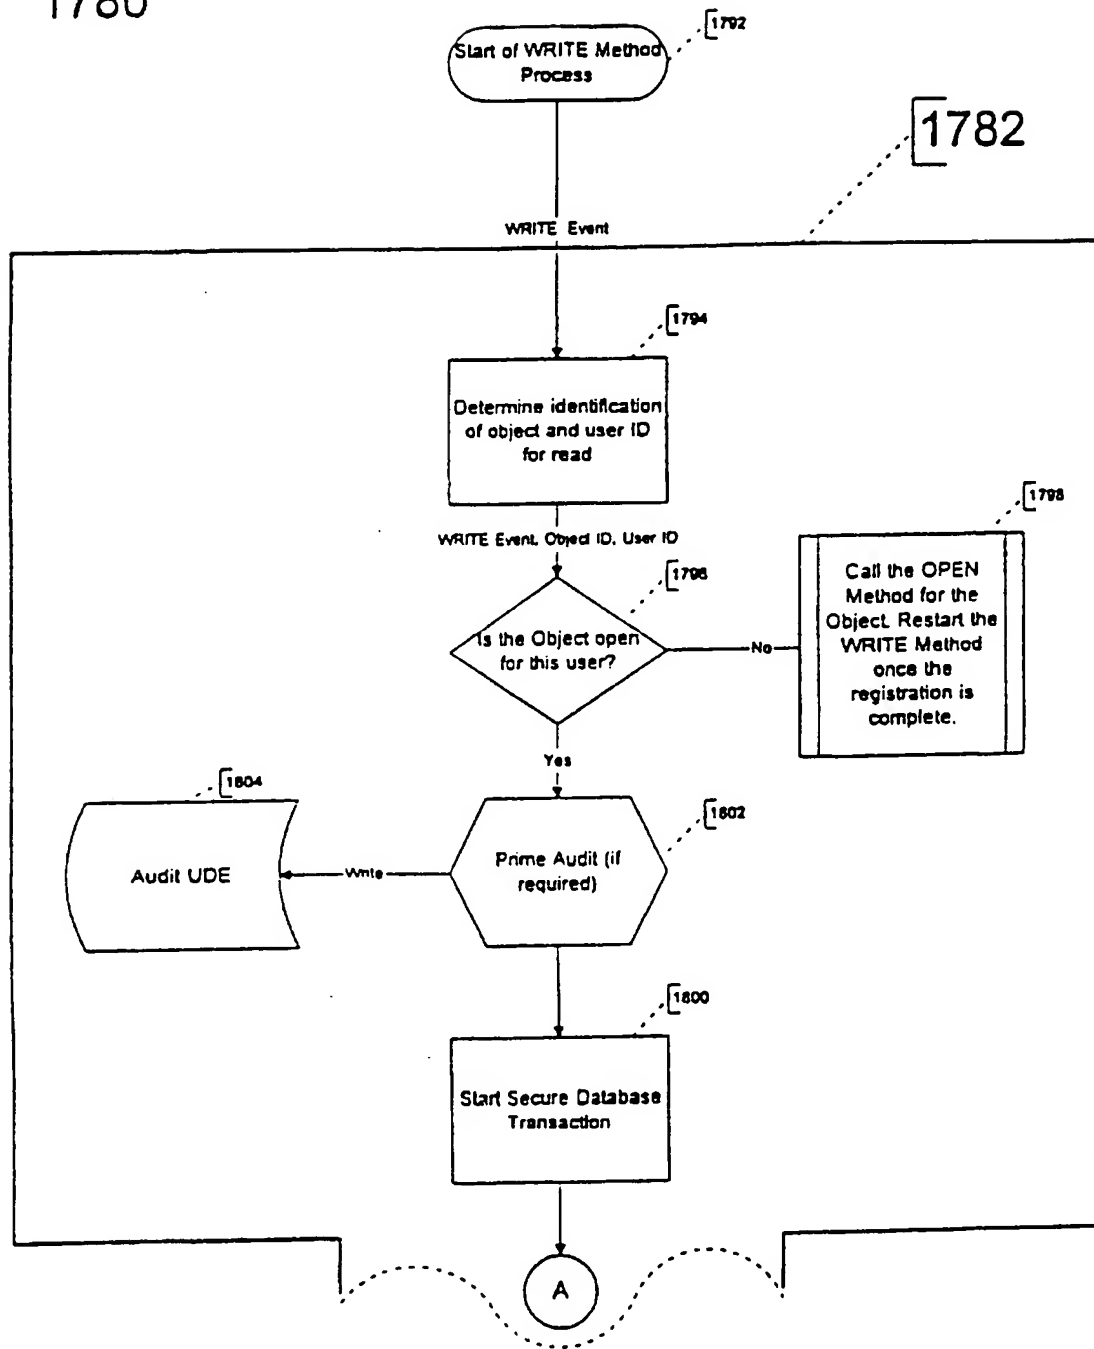 1780
1792
Start of WRITE Method
Process
1782
WRITE Event
1794
Determine identification
of object and user ID
for read
WRITE Event, Object ID, User ID
1798
Call the OPEN
Method for the
Object. Restart the
WRITE Method
once the
registration is
complete.
1796
Is the Object open
for this user?
No
Yes
1804
Audit UDE
Write
1802
Prime Audit (if
required)
1800
Start Secure Database
Transaction
A